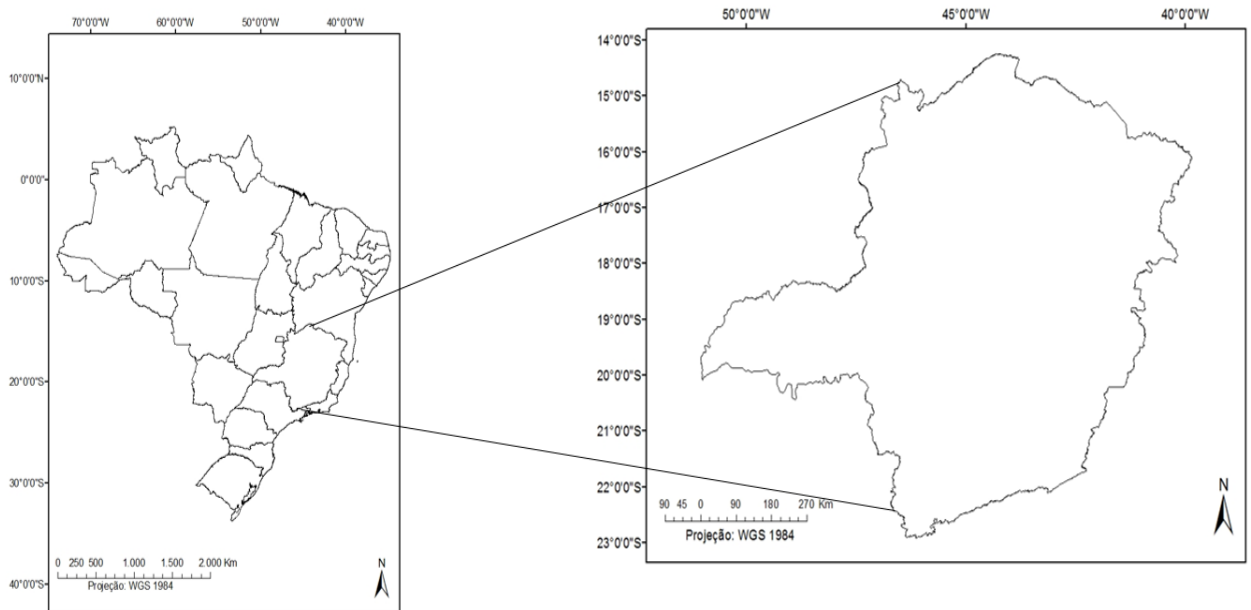 70°0'0"W 60°0'0"W 50°0'0"W 40°0'0"W
10°0'0"N
0°0'0"
10°0'0"S
20°0'0"S
30°0'0"S
40°0'0"S
0 250 500 1.000 1.500 2.000 Km
Projeção: WGS 1984
N
50°0'0"W 45°0'0"W 40°0'0"W
14°0'0"S
15°0'0"S
16°0'0"S
17°0'0"S
18°0'0"S
19°0'0"S
20°0'0"S
21°0'0"S
22°0'0"S
23°0'0"S
90 45 0 90 180 270 Km
Projeção: WGS 1984
N